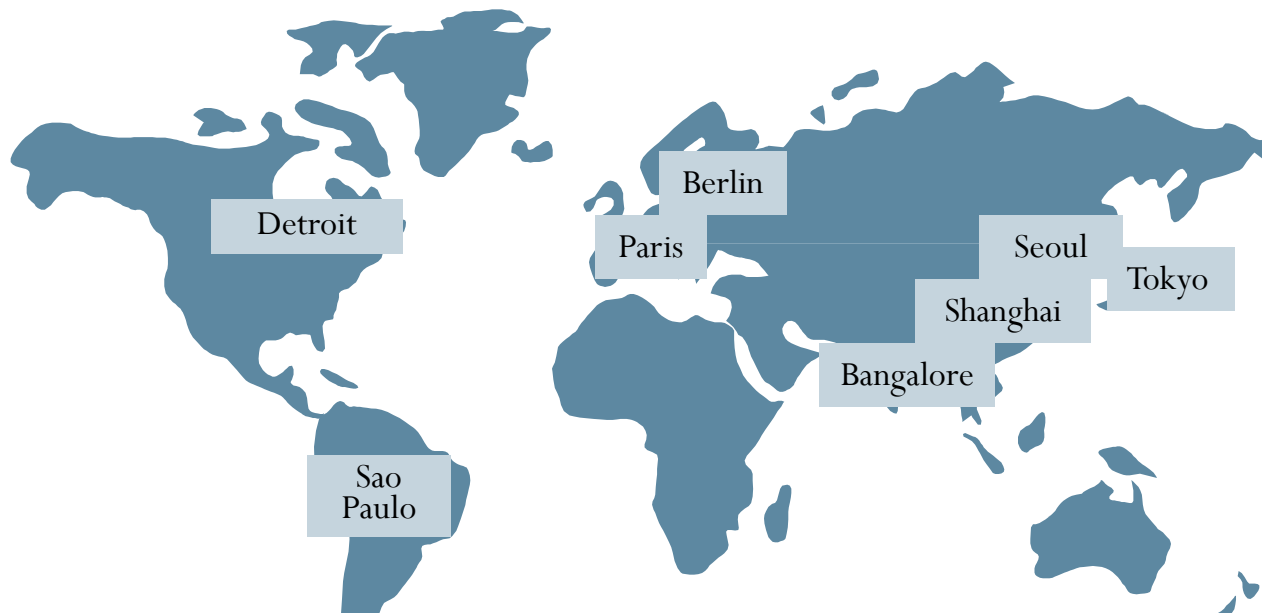 Berlin
Detroit
Paris
Seoul
Tokyo
Shanghai
Bangalore
Sao
Paulo